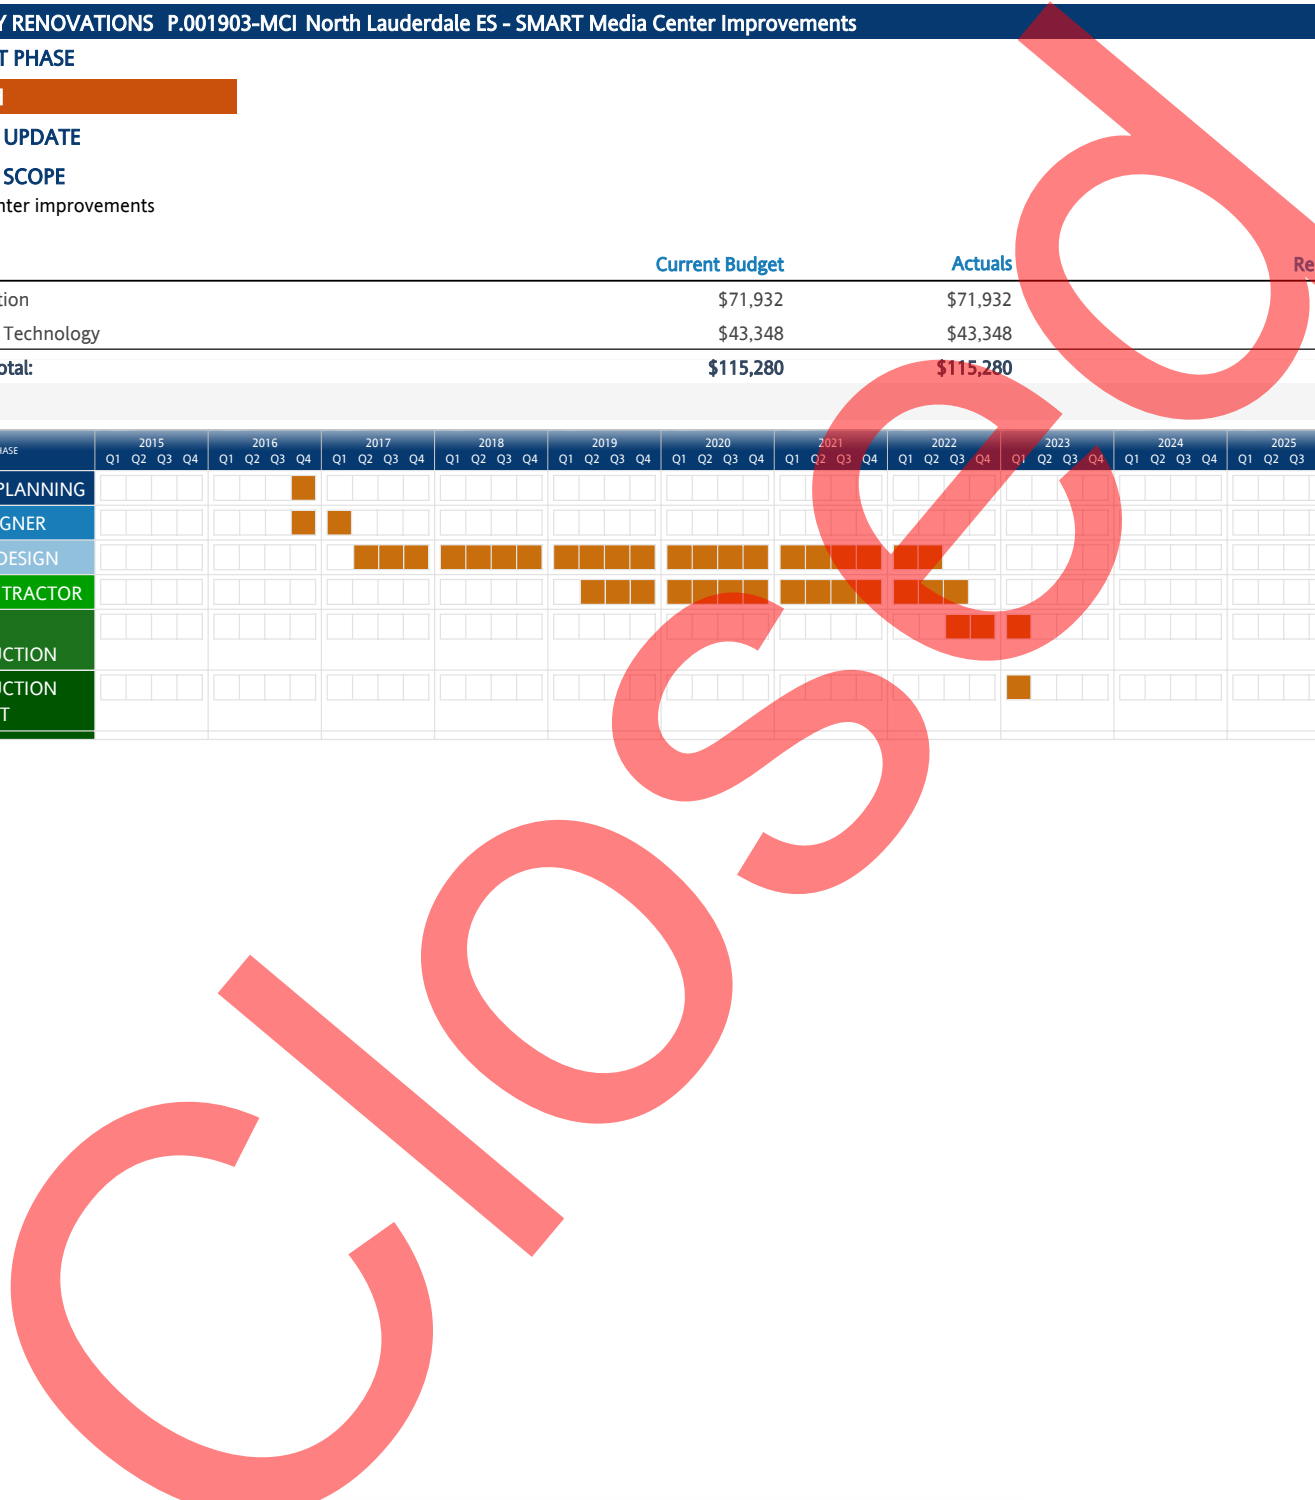 Y RENOVATIONS P.001903-MCI North Lauderdale ES - SMART Media Center Improvements
T PHASE
UPDATE
SCOPE
nter improvements
Current Budget Actuals Re
tion $71,932 $71,932
Technology $43,348 $43,348
otal: $115,280 $115,280
2015 2016 2017 2018 2019 2020 2021 2022 2023 2024 2025
HASE Q1 Q2 Q3 Q4 Q1 Q2 Q3 Q4 Q1 Q2 Q3 Q4 Q1 Q2 Q3 Q4 Q1 Q2 Q3 Q4 Q1 Q2 Q3 Q4 Q1 Q2 Q3 Q4 Q1 Q2 Q3 Q4 Q1 Q2 Q3 Q4 Q1 Q2 Q3 Q4 Q1 Q2 Q3
PLANNING
GNER
DESIGN
TRACTOR
UCTION
UCTION
T
Closed